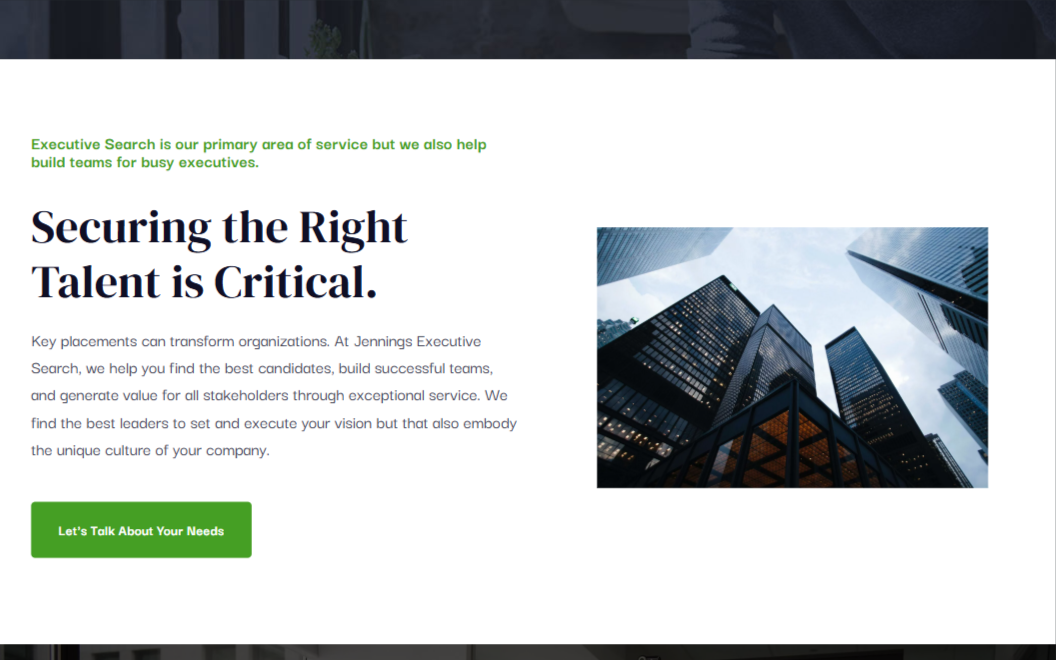 Executive Search is our primary area of service but we also help
build teams for busy executives.
Securing the Right
Talent is Critical.
Key placements can transform organizations. At Jennings Executive
Search, we help you find the best candidates, build successful teams,
and generate value for all stakeholders through exceptional service. We
find the best leaders to set and execute your vision but that also embody
the unique culture of your company.
Let's Talk About Your Needs